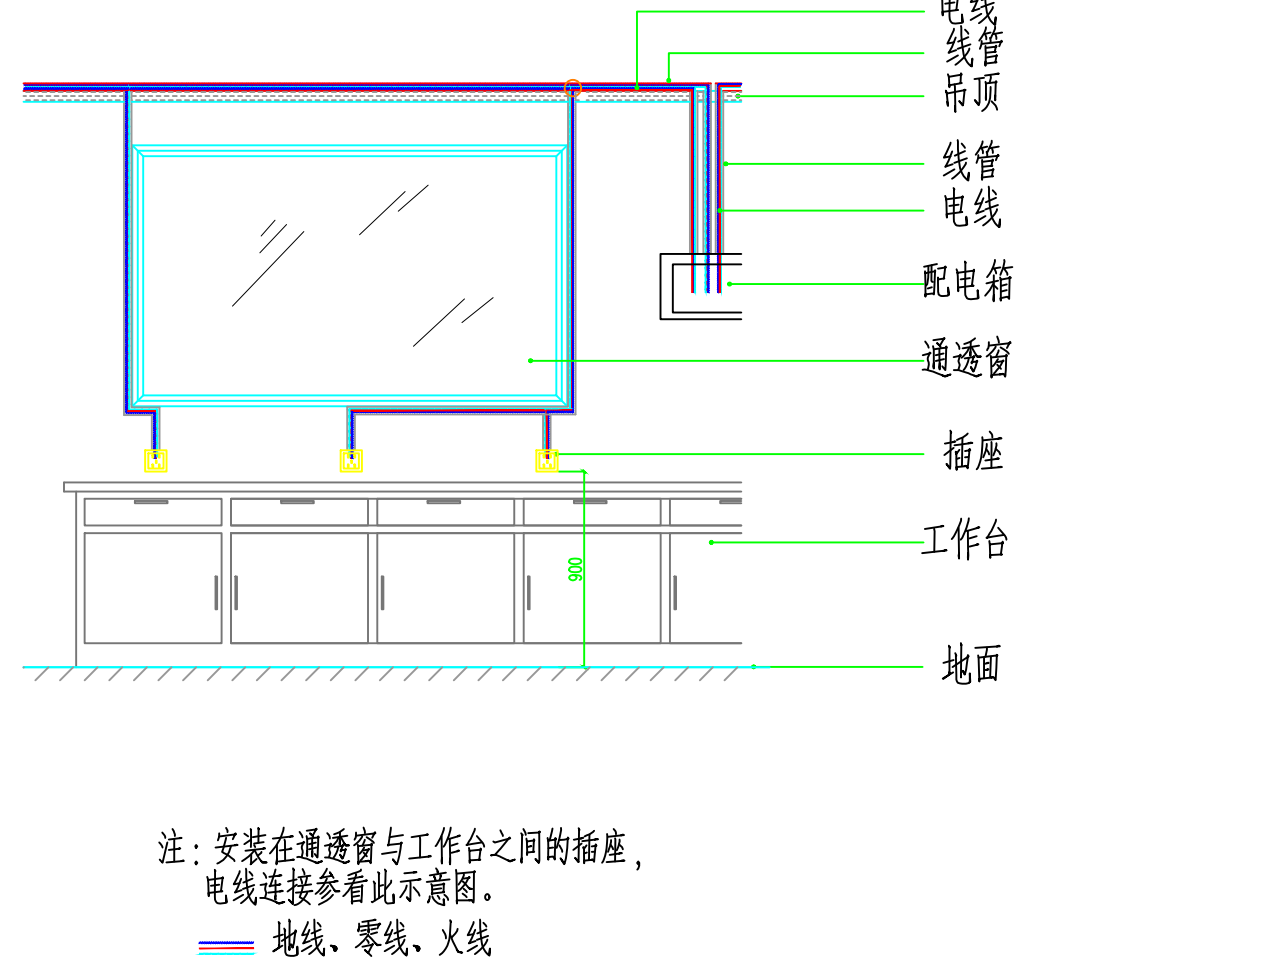 电线
线管
吊顶
线管
电线
配电箱
通透窗
插座
工作台
900
地面
注：安装在通透窗与工作台之间的插座，
电线连接参看此示意图。
地线、零线、火线